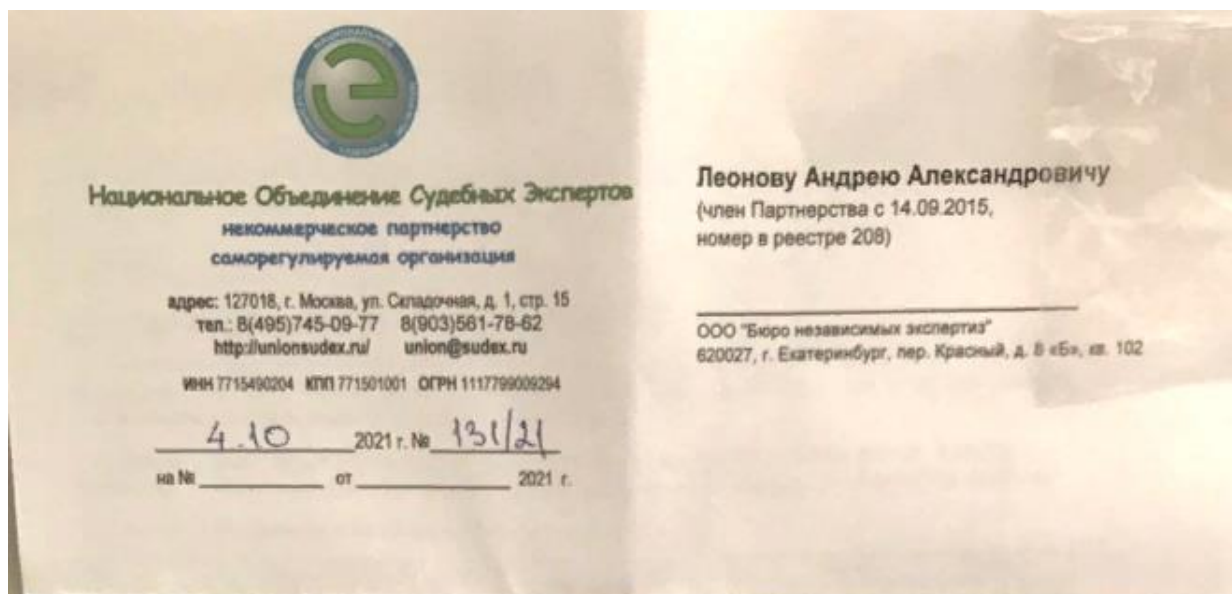 НАЦИОНАЛЬНОЕ
Национальное Объединение Судебных Экспертов
некоммерческое партнерство
саморегулируемая организация
адрес: 127018, г. Москва, ул. Складочная, д. 1, стр. 15
тел.: 8(495)745-09-77 8(903)561-78-62
http://unionsudex.ru/ union@sudex.ru
ИНН 7715490204 КПП 771501001 ОГРН 1117799009294
4.10 2021 г. № 131/21
на № от 2021 г.
Леонову Андрею Александровичу
(член Партнерства с 14.09.2015,
номер в реестре 208)
ООО "Бюро независимых экспертиз"
620027, г. Екатеринбург, пер. Красный, д. 8 «Б», кв. 102